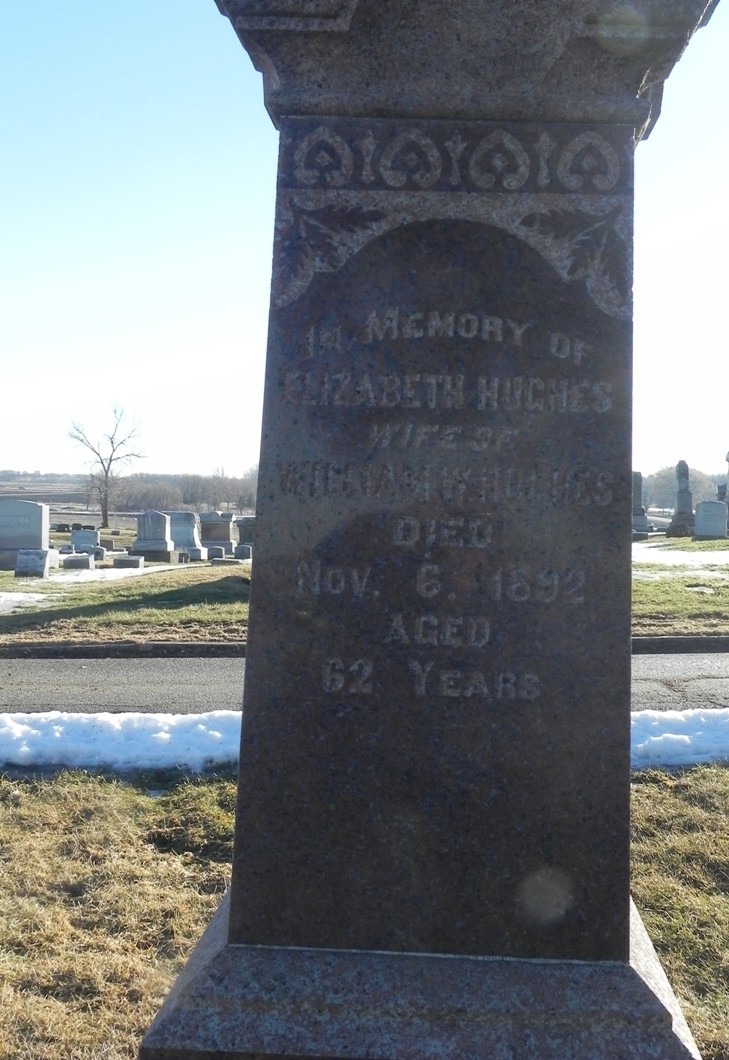 In Memory of
ELIZABETH HUGHES
WIFE OF
WILLIAM W. HUGHES
DIED
Nov. 6. 1892
AGED
62 YEARS